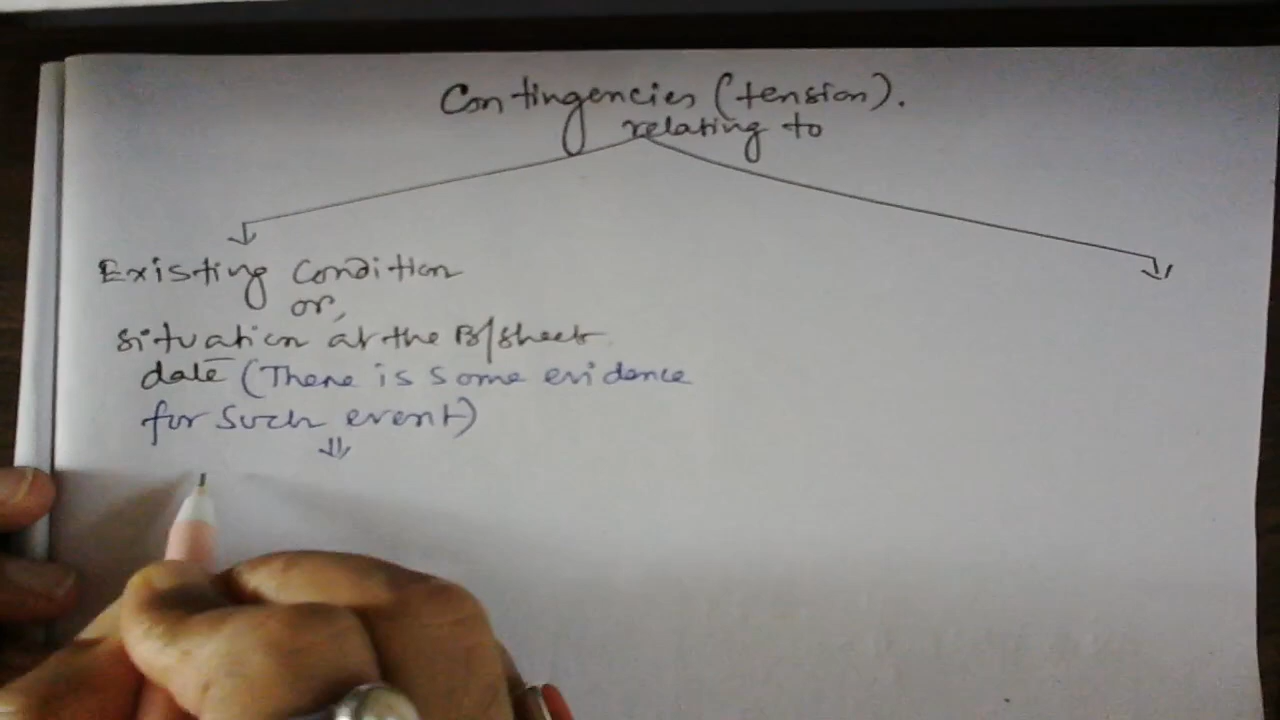 Contingencies (tension).
relating to
Existing Condition
or,
situation at the B/sheet
date (There is some evidence
for such event)